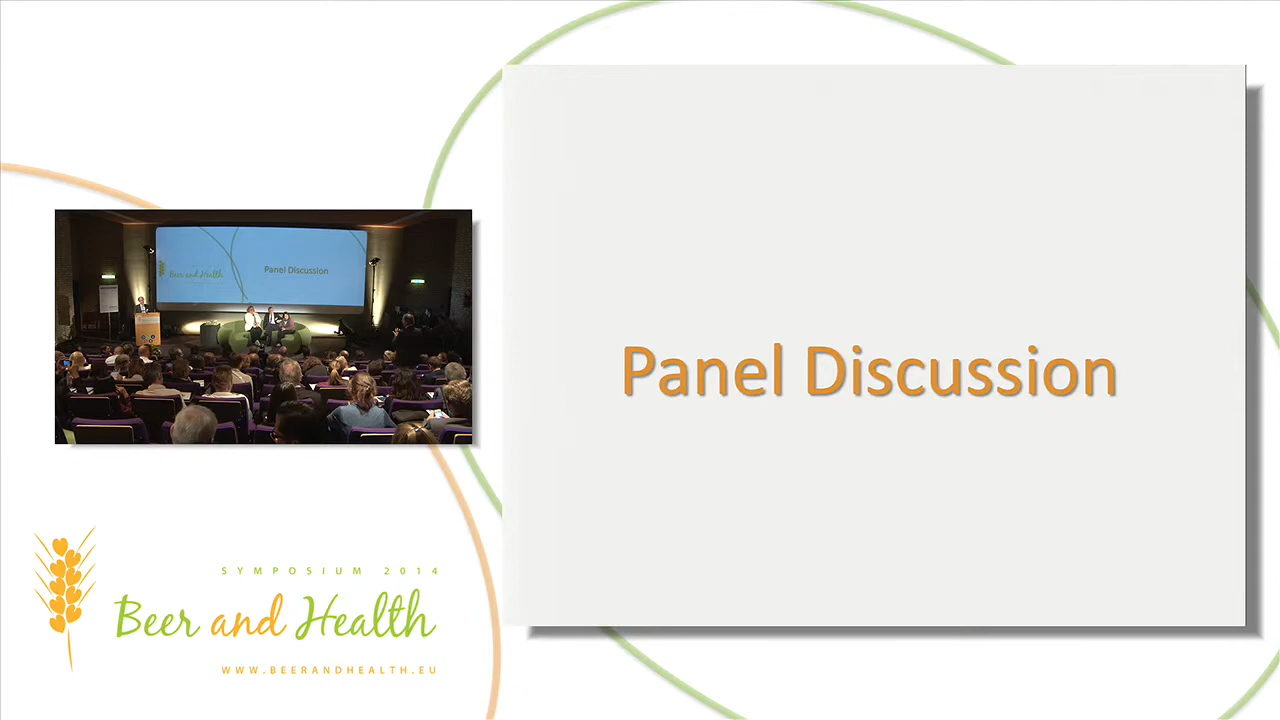 Panel Discussion
Beer and Health
Panel Discussion
SYMPOSIUM 2014
Beer and Health
WWW.BEERANDHEALTH.EU